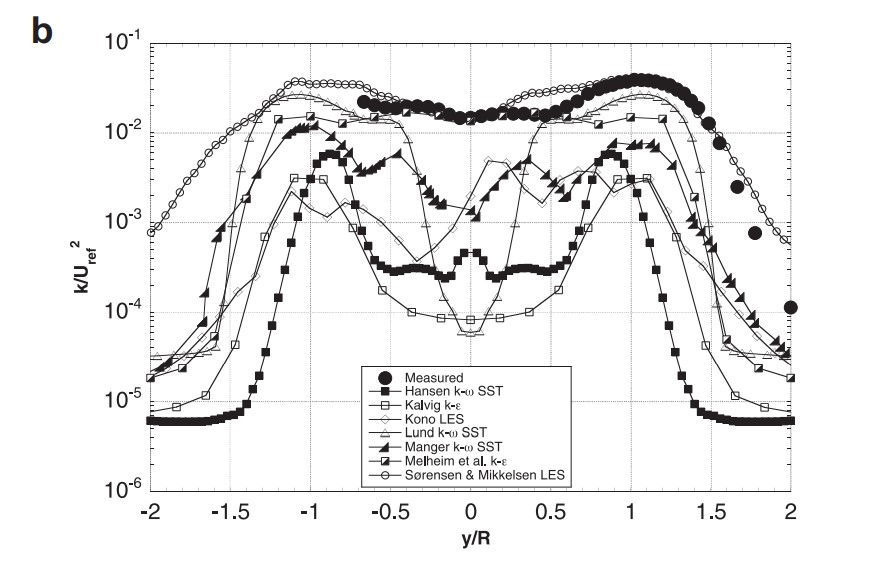 b
10-1
10-2
10-3
10-4
10-5
10-6
k/Uref2
-2 -1.5 -1 -0.5 0 0.5 1 1.5 2
y/R
Measured
Hansen k-ω SST
Kalvig k-ε
Kono LES
Lund k-ω SST
Manger k-ω SST
Melheim et al. k-ε
Sørensen & Mikkelsen LES